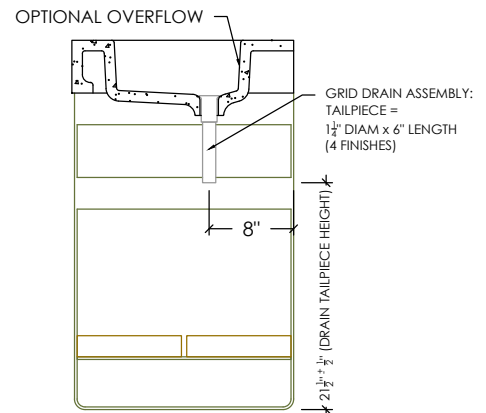 OPTIONAL OVERFLOW
GRID DRAIN ASSEMBLY:
TAILPIECE =
1¼" DIAM x 6" LENGTH
(4 FINISHES)
8"
21½" ± ½" (DRAIN TAILPIECE HEIGHT)